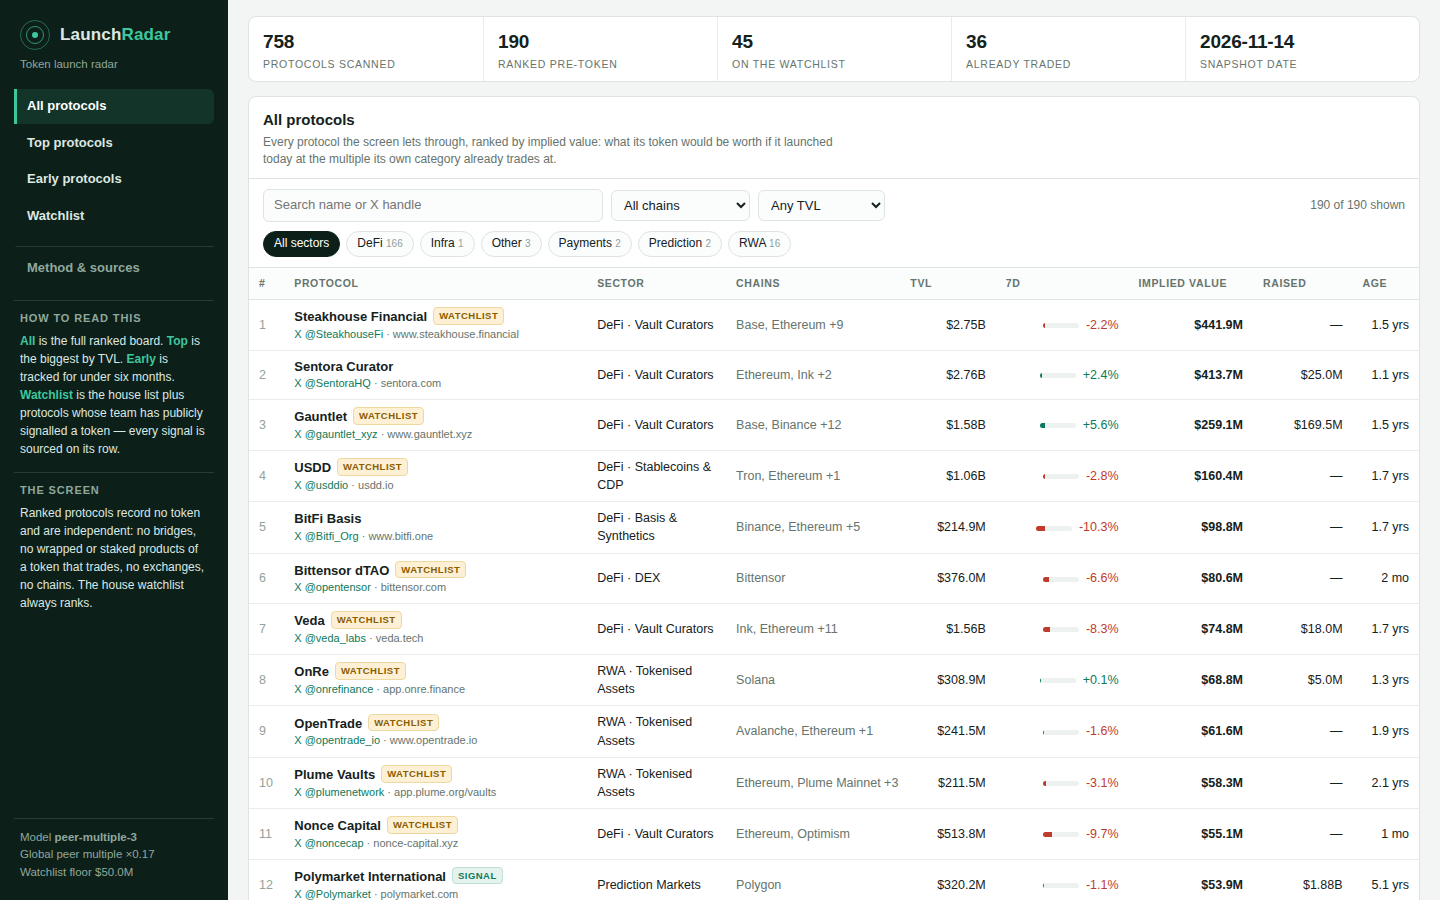 LaunchRadar
Token launch radar
All protocols
Top protocols
Early protocols
Watchlist
Method & sources
HOW TO READ THIS
All is the full ranked board. Top is
the biggest by TVL. Early is
tracked for under six months.
Watchlist is the house list plus
protocols whose team has publicly
signalled a token — every signal is
sourced on its row.
THE SCREEN
Ranked protocols record no token
and are independent: no bridges,
no wrapped or staked products of
a token that trades, no exchanges,
no chains. The house watchlist
always ranks.
Model peer-multiple-3
Global peer multiple ×0.17
Watchlist floor $50.0M
758
PROTOCOLS SCANNED
190
RANKED PRE-TOKEN
45
ON THE WATCHLIST
36
ALREADY TRADED
2026-11-14
SNAPSHOT DATE
All protocols
Every protocol the screen lets through, ranked by implied value: what its token would be worth if it launched
today at the multiple its own category already trades at.
Search name or X handle
All chains
Any TVL
190 of 190 shown
All sectors DeFi 166 Infra 1 Other 3 Payments 2 Prediction 2 RWA 16
# PROTOCOL SECTOR CHAINS TVL 7D IMPLIED VALUE RAISED AGE
1 Steakhouse Financial WATCHLIST DeFi · Vault Curators Base, Ethereum +9 $2.75B -2.2% $441.9M — 1.5 yrs
X @SteakhouseFi · www.steakhouse.financial
2 Sentora Curator DeFi · Vault Curators Ethereum, Ink +2 $2.76B +2.4% $413.7M $25.0M 1.1 yrs
X @SentoraHQ · sentora.com
3 Gauntlet WATCHLIST DeFi · Vault Curators Base, Binance +12 $1.58B +5.6% $259.1M $169.5M 1.5 yrs
X @gauntlet_xyz · www.gauntlet.xyz
4 USDD WATCHLIST DeFi · Stablecoins & CDP Tron, Ethereum +1 $1.06B -2.8% $160.4M — 1.7 yrs
X @usddio · usdd.io
5 BitFi Basis DeFi · Basis & Synthetics Binance, Ethereum +5 $214.9M -10.3% $98.8M — 1.7 yrs
X @Bitfi_Org · www.bitfi.one
6 Bittensor dTAO WATCHLIST DeFi · DEX Bittensor $376.0M -6.6% $80.6M — 2 mo
X @opentensor · bittensor.com
7 Veda WATCHLIST DeFi · Vault Curators Ink, Ethereum +11 $1.56B -8.3% $74.8M $18.0M 1.7 yrs
X @veda_labs · veda.tech
8 OnRe WATCHLIST RWA · Tokenised Assets Solana $308.9M +0.1% $68.8M $5.0M 1.3 yrs
X @onrefinance · app.onre.finance
9 OpenTrade WATCHLIST RWA · Tokenised Assets Avalanche, Ethereum +1 $241.5M -1.6% $61.6M — 1.9 yrs
X @opentrade_io · www.opentrade.io
10 Plume Vaults WATCHLIST RWA · Tokenised Assets Ethereum, Plume Mainnet +3 $211.5M -3.1% $58.3M — 2.1 yrs
X @plumenetwork · app.plume.org/vaults
11 Nonce Capital WATCHLIST DeFi · Vault Curators Ethereum, Optimism $513.8M -9.7% $55.1M — 1 mo
X @noncecap · nonce-capital.xyz
12 Polymarket International SIGNAL Prediction Markets Polygon $320.2M -1.1% $53.9M $1.88B 5.1 yrs
X @Polymarket · polymarket.com